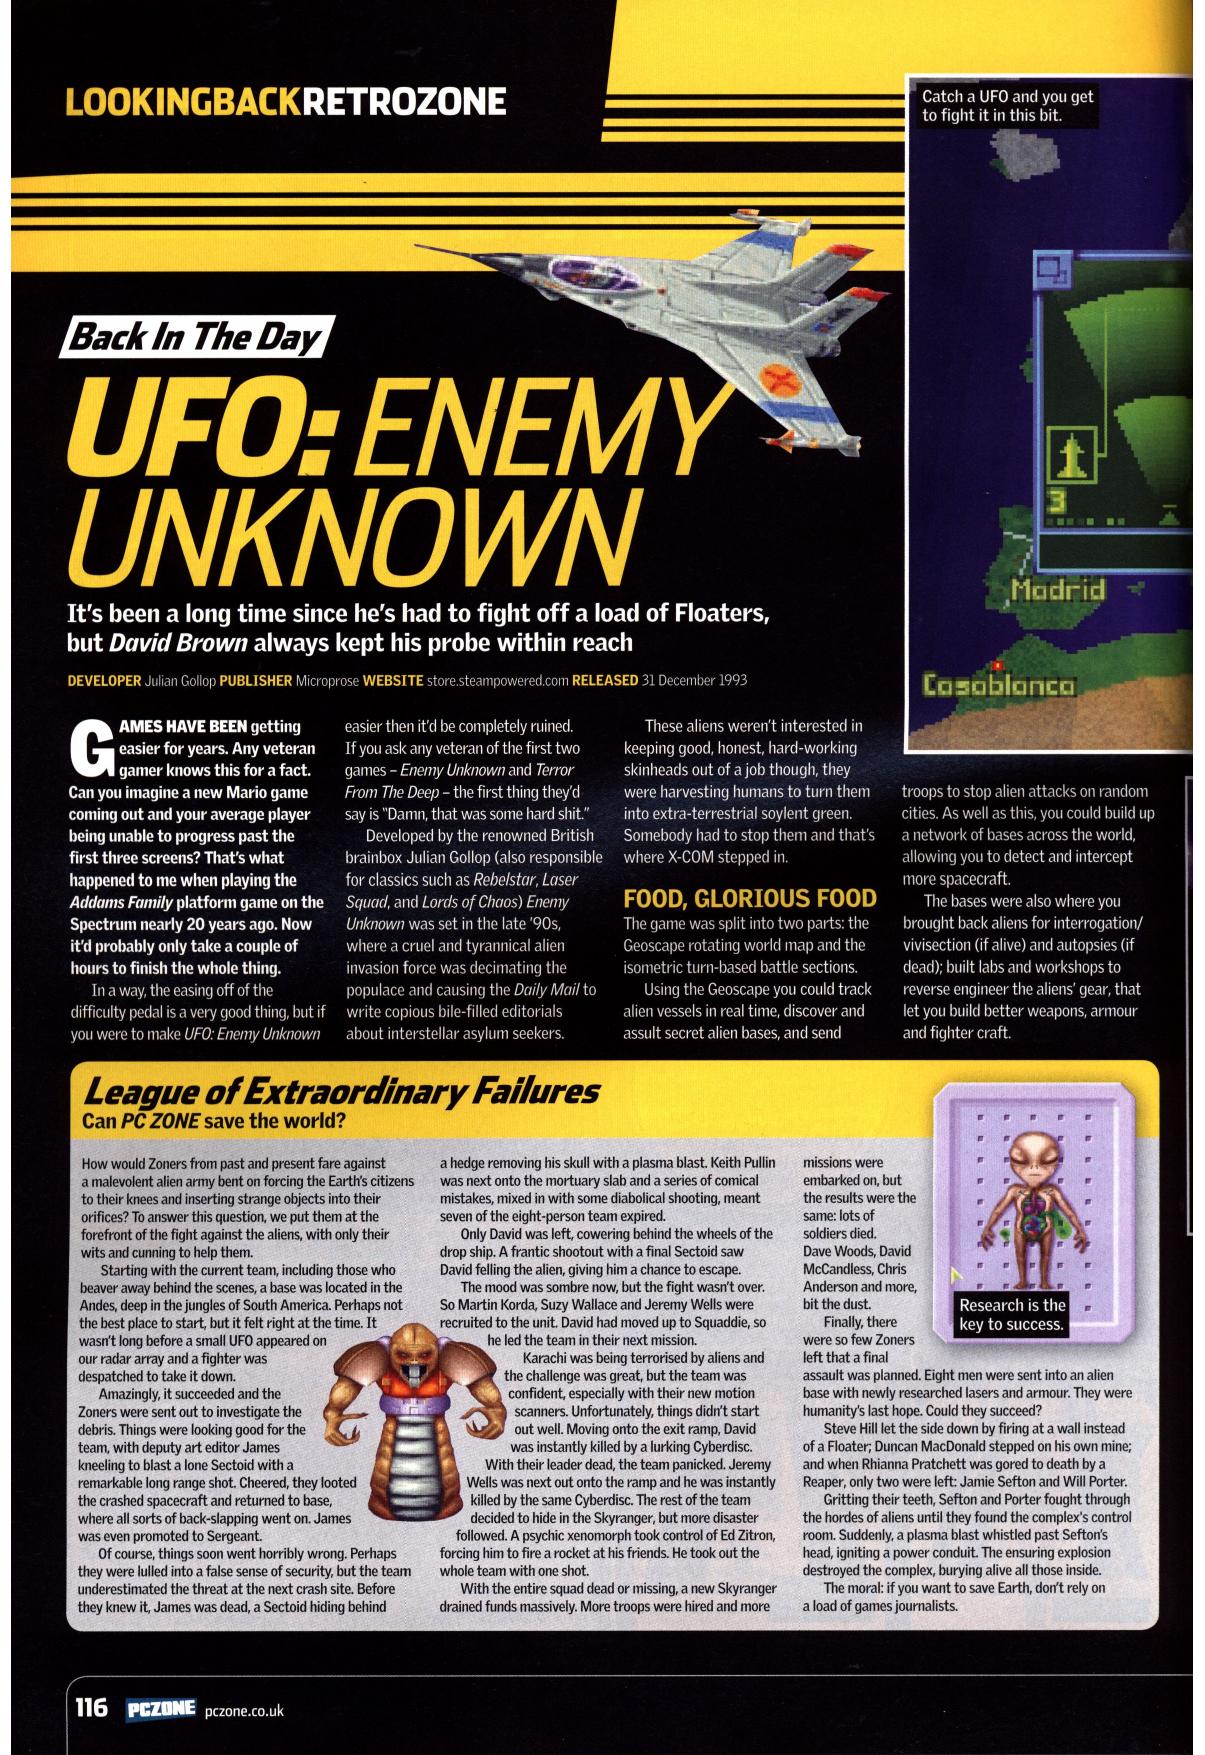 LOOKINGBACKRETROZONE
Catch a UFO and you get
to fight it in this bit.
3
Madrid
Casablanca
Back In The Day
UFO: ENEMY
UNKNOWN
It's been a long time since he's had to fight off a load of Floaters,
but David Brown always kept his probe within reach
DEVELOPER Julian Gollop PUBLISHER Microprose WEBSITE store.steampowered.com RELEASED 31 December 1993
GAMES HAVE BEEN getting
easier for years. Any veteran
gamer knows this for a fact.
Can you imagine a new Mario game
coming out and your average player
being unable to progress past the
first three screens? That's what
happened to me when playing the
Addams Family platform game on the
Spectrum nearly 20 years ago. Now
it'd probably only take a couple of
hours to finish the whole thing.
In a way, the easing off of the
difficulty pedal is a very good thing, but if
you were to make UFO: Enemy Unknown
easier then it'd be completely ruined.
If you ask any veteran of the first two
games – Enemy Unknown and Terror
From The Deep – the first thing they'd
say is "Damn, that was some hard shit."
Developed by the renowned British
brainbox Julian Gollop (also responsible
for classics such as Rebelstar, Laser
Squad, and Lords of Chaos) Enemy
Unknown was set in the late '90s,
where a cruel and tyrannical alien
invasion force was decimating the
populace and causing the Daily Mail to
write copious bile-filled editorials
about interstellar asylum seekers.
These aliens weren't interested in
keeping good, honest, hard-working
skinheads out of a job though, they
were harvesting humans to turn them
into extra-terrestrial soylent green.
Somebody had to stop them and that's
where X-COM stepped in.
FOOD, GLORIOUS FOOD
The game was split into two parts: the
Geoscape rotating world map and the
isometric turn-based battle sections.
Using the Geoscape you could track
alien vessels in real time, discover and
assault secret alien bases, and send
troops to stop alien attacks on random
cities. As well as this, you could build up
a network of bases across the world,
allowing you to detect and intercept
more spacecraft.
The bases were also where you
brought back aliens for interrogation/
vivisection (if alive) and autopsies (if
dead); built labs and workshops to
reverse engineer the aliens' gear, that
let you build better weapons, armour
and fighter craft.
League of Extraordinary Failures
Can PC ZONE save the world?
How would Zoners from past and present fare against
a malevolent alien army bent on forcing the Earth's citizens
to their knees and inserting strange objects into their
orifices? To answer this question, we put them at the
forefront of the fight against the aliens, with only their
wits and cunning to help them.
Starting with the current team, including those who
beaver away behind the scenes, a base was located in the
Andes, deep in the jungles of South America. Perhaps not
the best place to start, but it felt right at the time. It
wasn't long before a small UFO appeared on
our radar array and a fighter was
despatched to take it down.
Amazingly, it succeeded and the
Zoners were sent out to investigate the
debris. Things were looking good for the
team, with deputy art editor James
kneeling to blast a lone Sectoid with a
remarkable long range shot. Cheered, they looted
the crashed spacecraft and returned to base,
where all sorts of back-slapping went on. James
was even promoted to Sergeant.
Of course, things soon went horribly wrong. Perhaps
they were lulled into a false sense of security, but the team
underestimated the threat at the next crash site. Before
they knew it, James was dead, a Sectoid hiding behind
a hedge removing his skull with a plasma blast. Keith Pullin
was next onto the mortuary slab and a series of comical
mistakes, mixed in with some diabolical shooting, meant
seven of the eight-person team expired.
Only David was left, cowering behind the wheels of the
drop ship. A frantic shootout with a final Sectoid saw
David felling the alien, giving him a chance to escape.
The mood was sombre now, but the fight wasn't over.
So Martin Korda, Suzy Wallace and Jeremy Wells were
recruited to the unit. David had moved up to Squaddie, so
he led the team in their next mission.
Karachi was being terrorised by aliens and
the challenge was great, but the team was
confident, especially with their new motion
scanners. Unfortunately, things didn't start
out well. Moving onto the exit ramp, David
was instantly killed by a lurking Cyberdisc.
With their leader dead, the team panicked. Jeremy
Wells was next out onto the ramp and he was instantly
killed by the same Cyberdisc. The rest of the team
decided to hide in the Skyranger, but more disaster
followed. A psychic xenomorph took control of Ed Zitron,
forcing him to fire a rocket at his friends. He took out the
whole team with one shot.
With the entire squad dead or missing, a new Skyranger
drained funds massively. More troops were hired and more
missions were
embarked on, but
the results were the
same: lots of
soldiers died.
Dave Woods, David
McCandless, Chris
Anderson and more,
bit the dust.
Finally, there
were so few Zoners
left that a final
assault was planned. Eight men were sent into an alien
base with newly researched lasers and armour. They were
humanity's last hope. Could they succeed?
Steve Hill let the side down by firing at a wall instead
of a Floater; Duncan MacDonald stepped on his own mine;
and when Rhianna Pratchett was gored to death by a
Reaper, only two were left: Jamie Sefton and Will Porter.
Gritting their teeth, Sefton and Porter fought through
the hordes of aliens until they found the complex's control
room. Suddenly, a plasma blast whistled past Sefton's
head, igniting a power conduit. The ensuring explosion
destroyed the complex, burying alive all those inside.
The moral: if you want to save Earth, don't rely on
a load of games journalists.
Research is the
key to success.
116 PCZONE pczone.co.uk